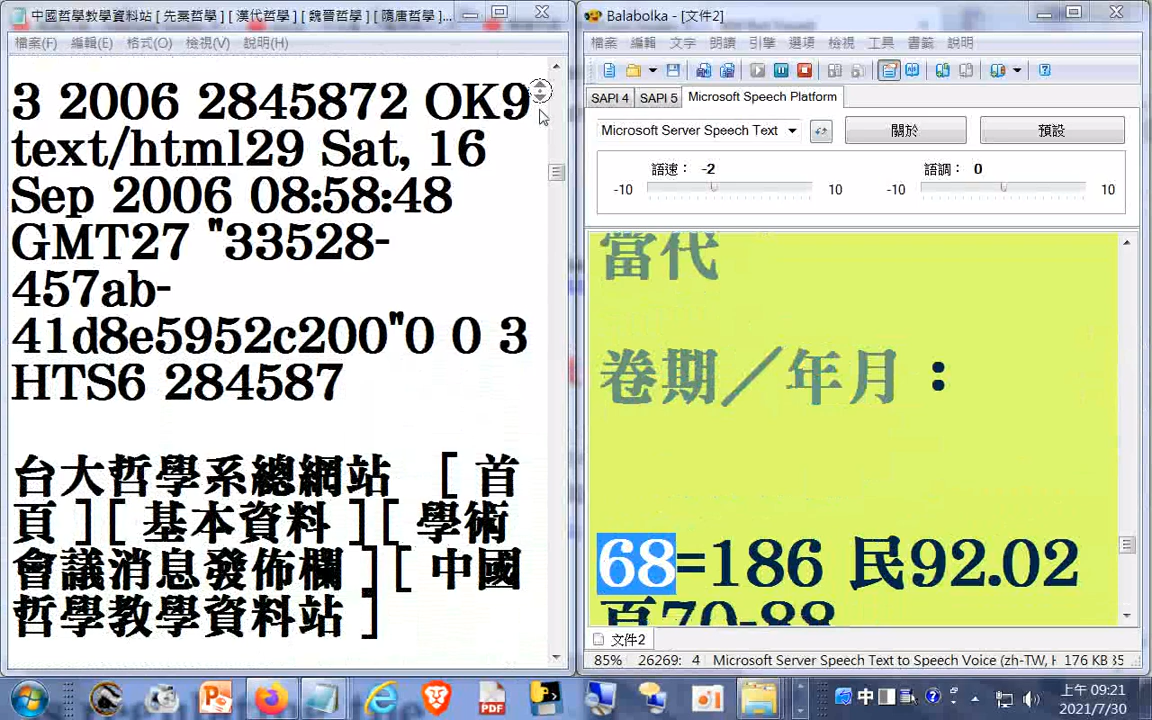 中國哲學教學資料站 [ 先秦哲學 ] [ 漢代哲學 ] [ 魏晉哲學 ] [ 隋唐哲學 ]...
檔案(F) 編輯(E) 格式(O) 檢視(V) 說明(H)
3 2006 2845872 OK9
text/html29 Sat, 16
Sep 2006 08:58:48
GMT27 "33528-
457ab-
41d8e5952c200"0 0 3
HTS6 284587
台大哲學系總網站 [ 首
頁 ][ 基本資料 ][ 學術
會議消息發佈欄 ][ 中國
哲學教學資料站 ]
Balabolka - [文件2]
檔案 編輯 文字 朗讀 引擎 選項 檢視 工具 書籤 說明
SAPI 4 SAPI 5 Microsoft Speech Platform
Microsoft Server Speech Text 關於 預設
語速： -2 語調： 0
-10 10 -10 10
當代
卷期／年月：
68=186 民92.02
頁70-88
文件2
85% 26269: 4 Microsoft Server Speech Text to Speech Voice (zh-TW, H 176 KB
PDF
中
上午 09:21
2021/7/30